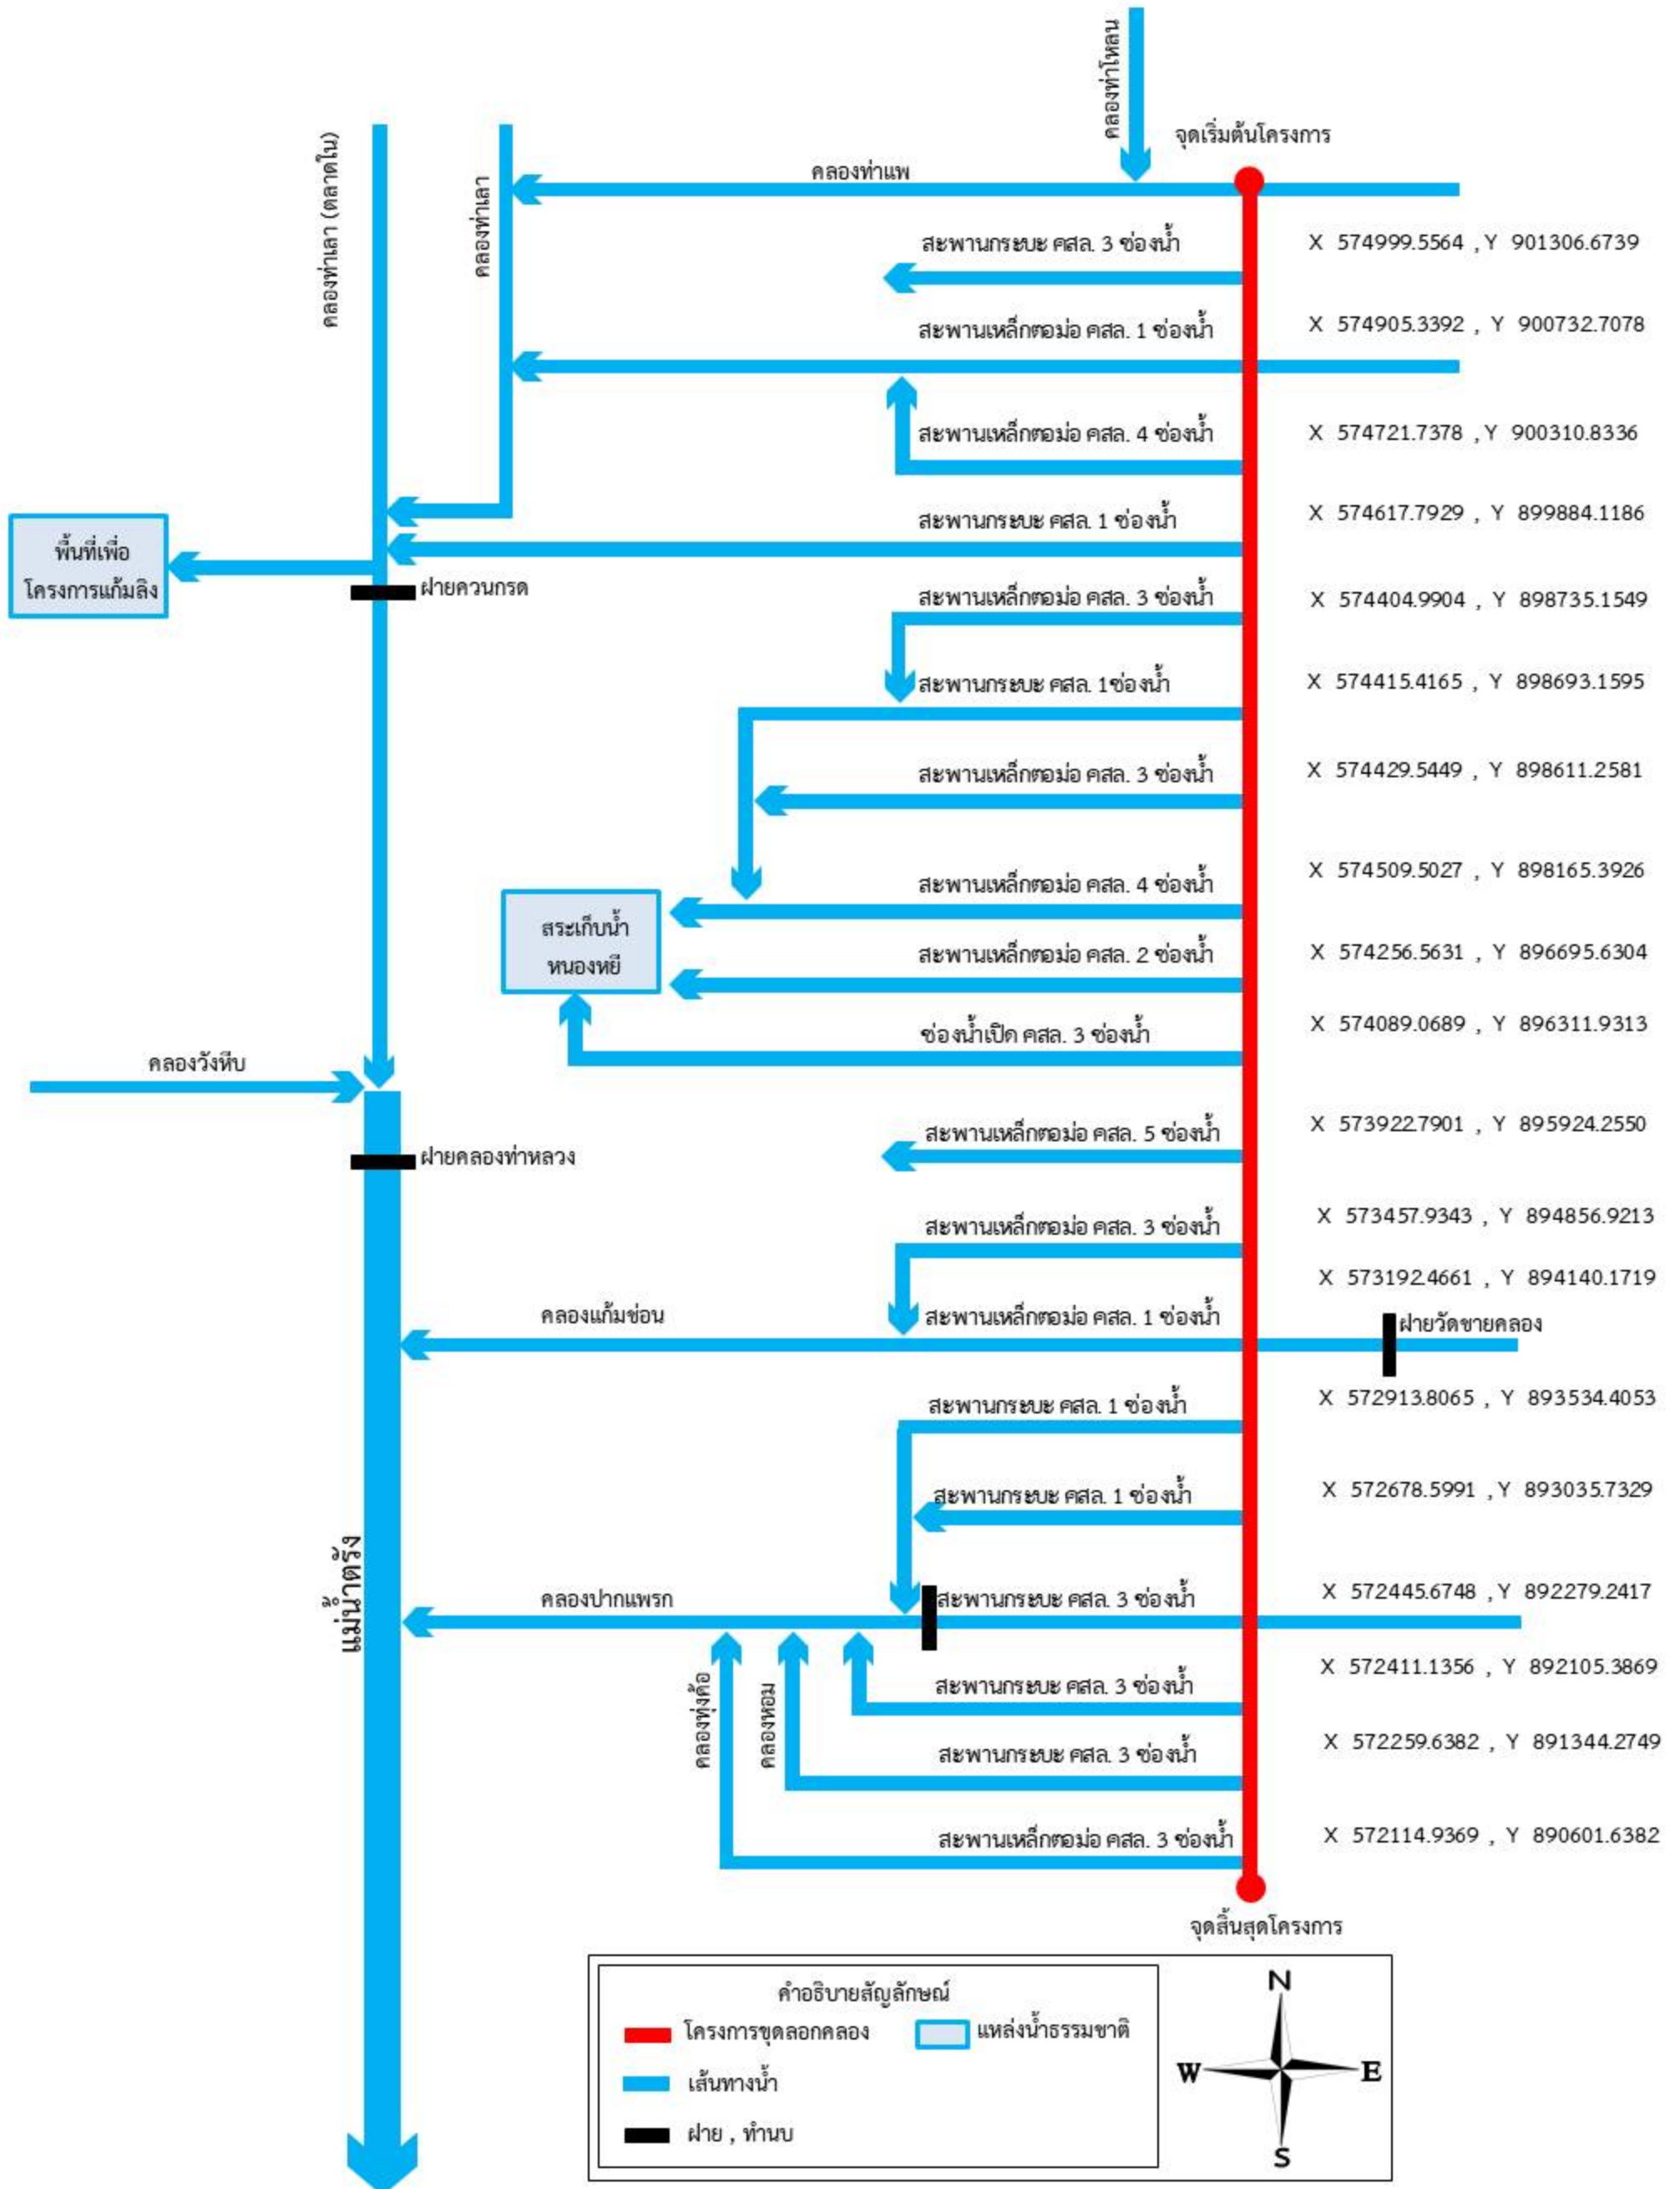 คลองท่าโหลน
จุดเริ่มต้นโครงการ
คลองท่าเลา (ตลาดใน)
คลองท่าเลา
คลองท่าแพ
สะพานกระบะ คสล. 3 ช่องน้ำ
X 574999.5564 , Y 901306.6739
สะพานเหล็กตอม่อ คสล. 1 ช่องน้ำ
X 574905.3392 , Y 900732.7078
สะพานเหล็กตอม่อ คสล. 4 ช่องน้ำ
X 574721.7378 , Y 900310.8336
สะพานกระบะ คสล. 1 ช่องน้ำ
X 574617.7929 , Y 899884.1186
พื้นที่เพื่อ
โครงการแก้มลิง
ฝายควนกรด
สะพานเหล็กตอม่อ คสล. 3 ช่องน้ำ
X 574404.9904 , Y 898735.1549
สะพานกระบะ คสล. 1ช่องน้ำ
X 574415.4165 , Y 898693.1595
สะพานเหล็กตอม่อ คสล. 3 ช่องน้ำ
X 574429.5449 , Y 898611.2581
สะพานเหล็กตอม่อ คสล. 4 ช่องน้ำ
X 574509.5027 , Y 898165.3926
สระเก็บน้ำ
หนองหยี
สะพานเหล็กตอม่อ คสล. 2 ช่องน้ำ
X 574256.5631 , Y 896695.6304
ช่องน้ำเปิด คสล. 3 ช่องน้ำ
X 574089.0689 , Y 896311.9313
คลองวังหีบ
สะพานเหล็กตอม่อ คสล. 5 ช่องน้ำ
X 573922.7901 , Y 895924.2550
ฝายคลองท่าหลวง
สะพานเหล็กตอม่อ คสล. 3 ช่องน้ำ
X 573457.9343 , Y 894856.9213
X 573192.4661 , Y 894140.1719
คลองแก้มช่อน
สะพานเหล็กตอม่อ คสล. 1 ช่องน้ำ
ฝายวัดชายคลอง
สะพานกระบะ คสล. 1 ช่องน้ำ
X 572913.8065 , Y 893534.4053
สะพานกระบะ คสล. 1 ช่องน้ำ
X 572678.5991 , Y 893035.7329
แม่น้ำตรัง
คลองปากแพรก
สะพานกระบะ คสล. 3 ช่องน้ำ
X 572445.6748 , Y 892279.2417
คลองทุ่งค้อ
คลองหอม
สะพานกระบะ คสล. 3 ช่องน้ำ
X 572411.1356 , Y 892105.3869
สะพานกระบะ คสล. 3 ช่องน้ำ
X 572259.6382 , Y 891344.2749
สะพานเหล็กตอม่อ คสล. 3 ช่องน้ำ
X 572114.9369 , Y 890601.6382
จุดสิ้นสุดโครงการ
คำอธิบายสัญลักษณ์
โครงการขุดลอกคลอง
แหล่งน้ำธรรมชาติ
เส้นทางน้ำ
ฝาย , ทำนบ
N
W
E
S